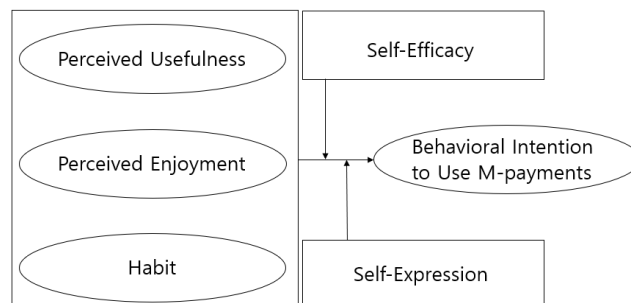 Perceived Usefulness
Self-Efficacy
Perceived Enjoyment
Behavioral Intention
to Use M-payments
Habit
Self-Expression